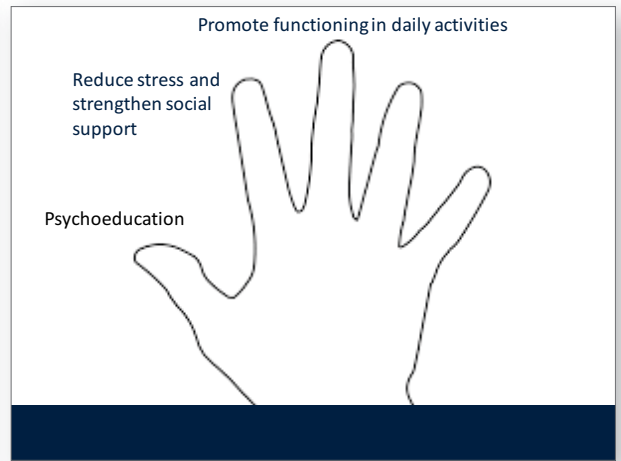 Promote functioning in daily activities
Reduce stress and
strengthen social
support
Psychoeducation